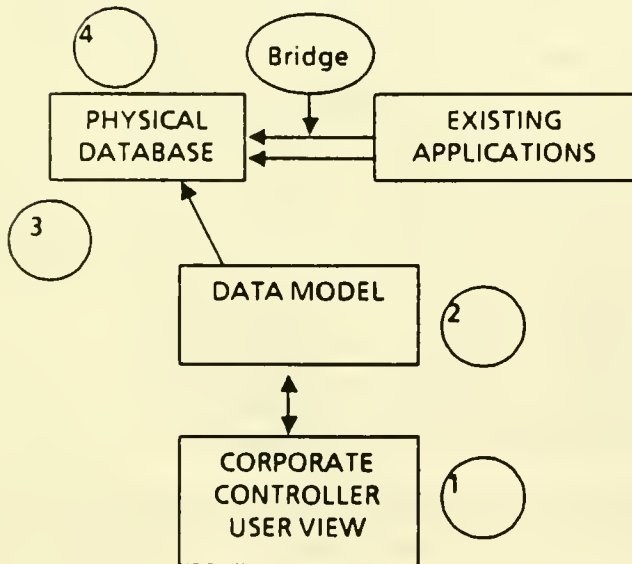 4
Bridge
PHYSICAL
DATABASE
EXISTING
APPLICATIONS
3
DATA MODEL
2
CORPORATE
CONTROLLER
USER VIEW
1